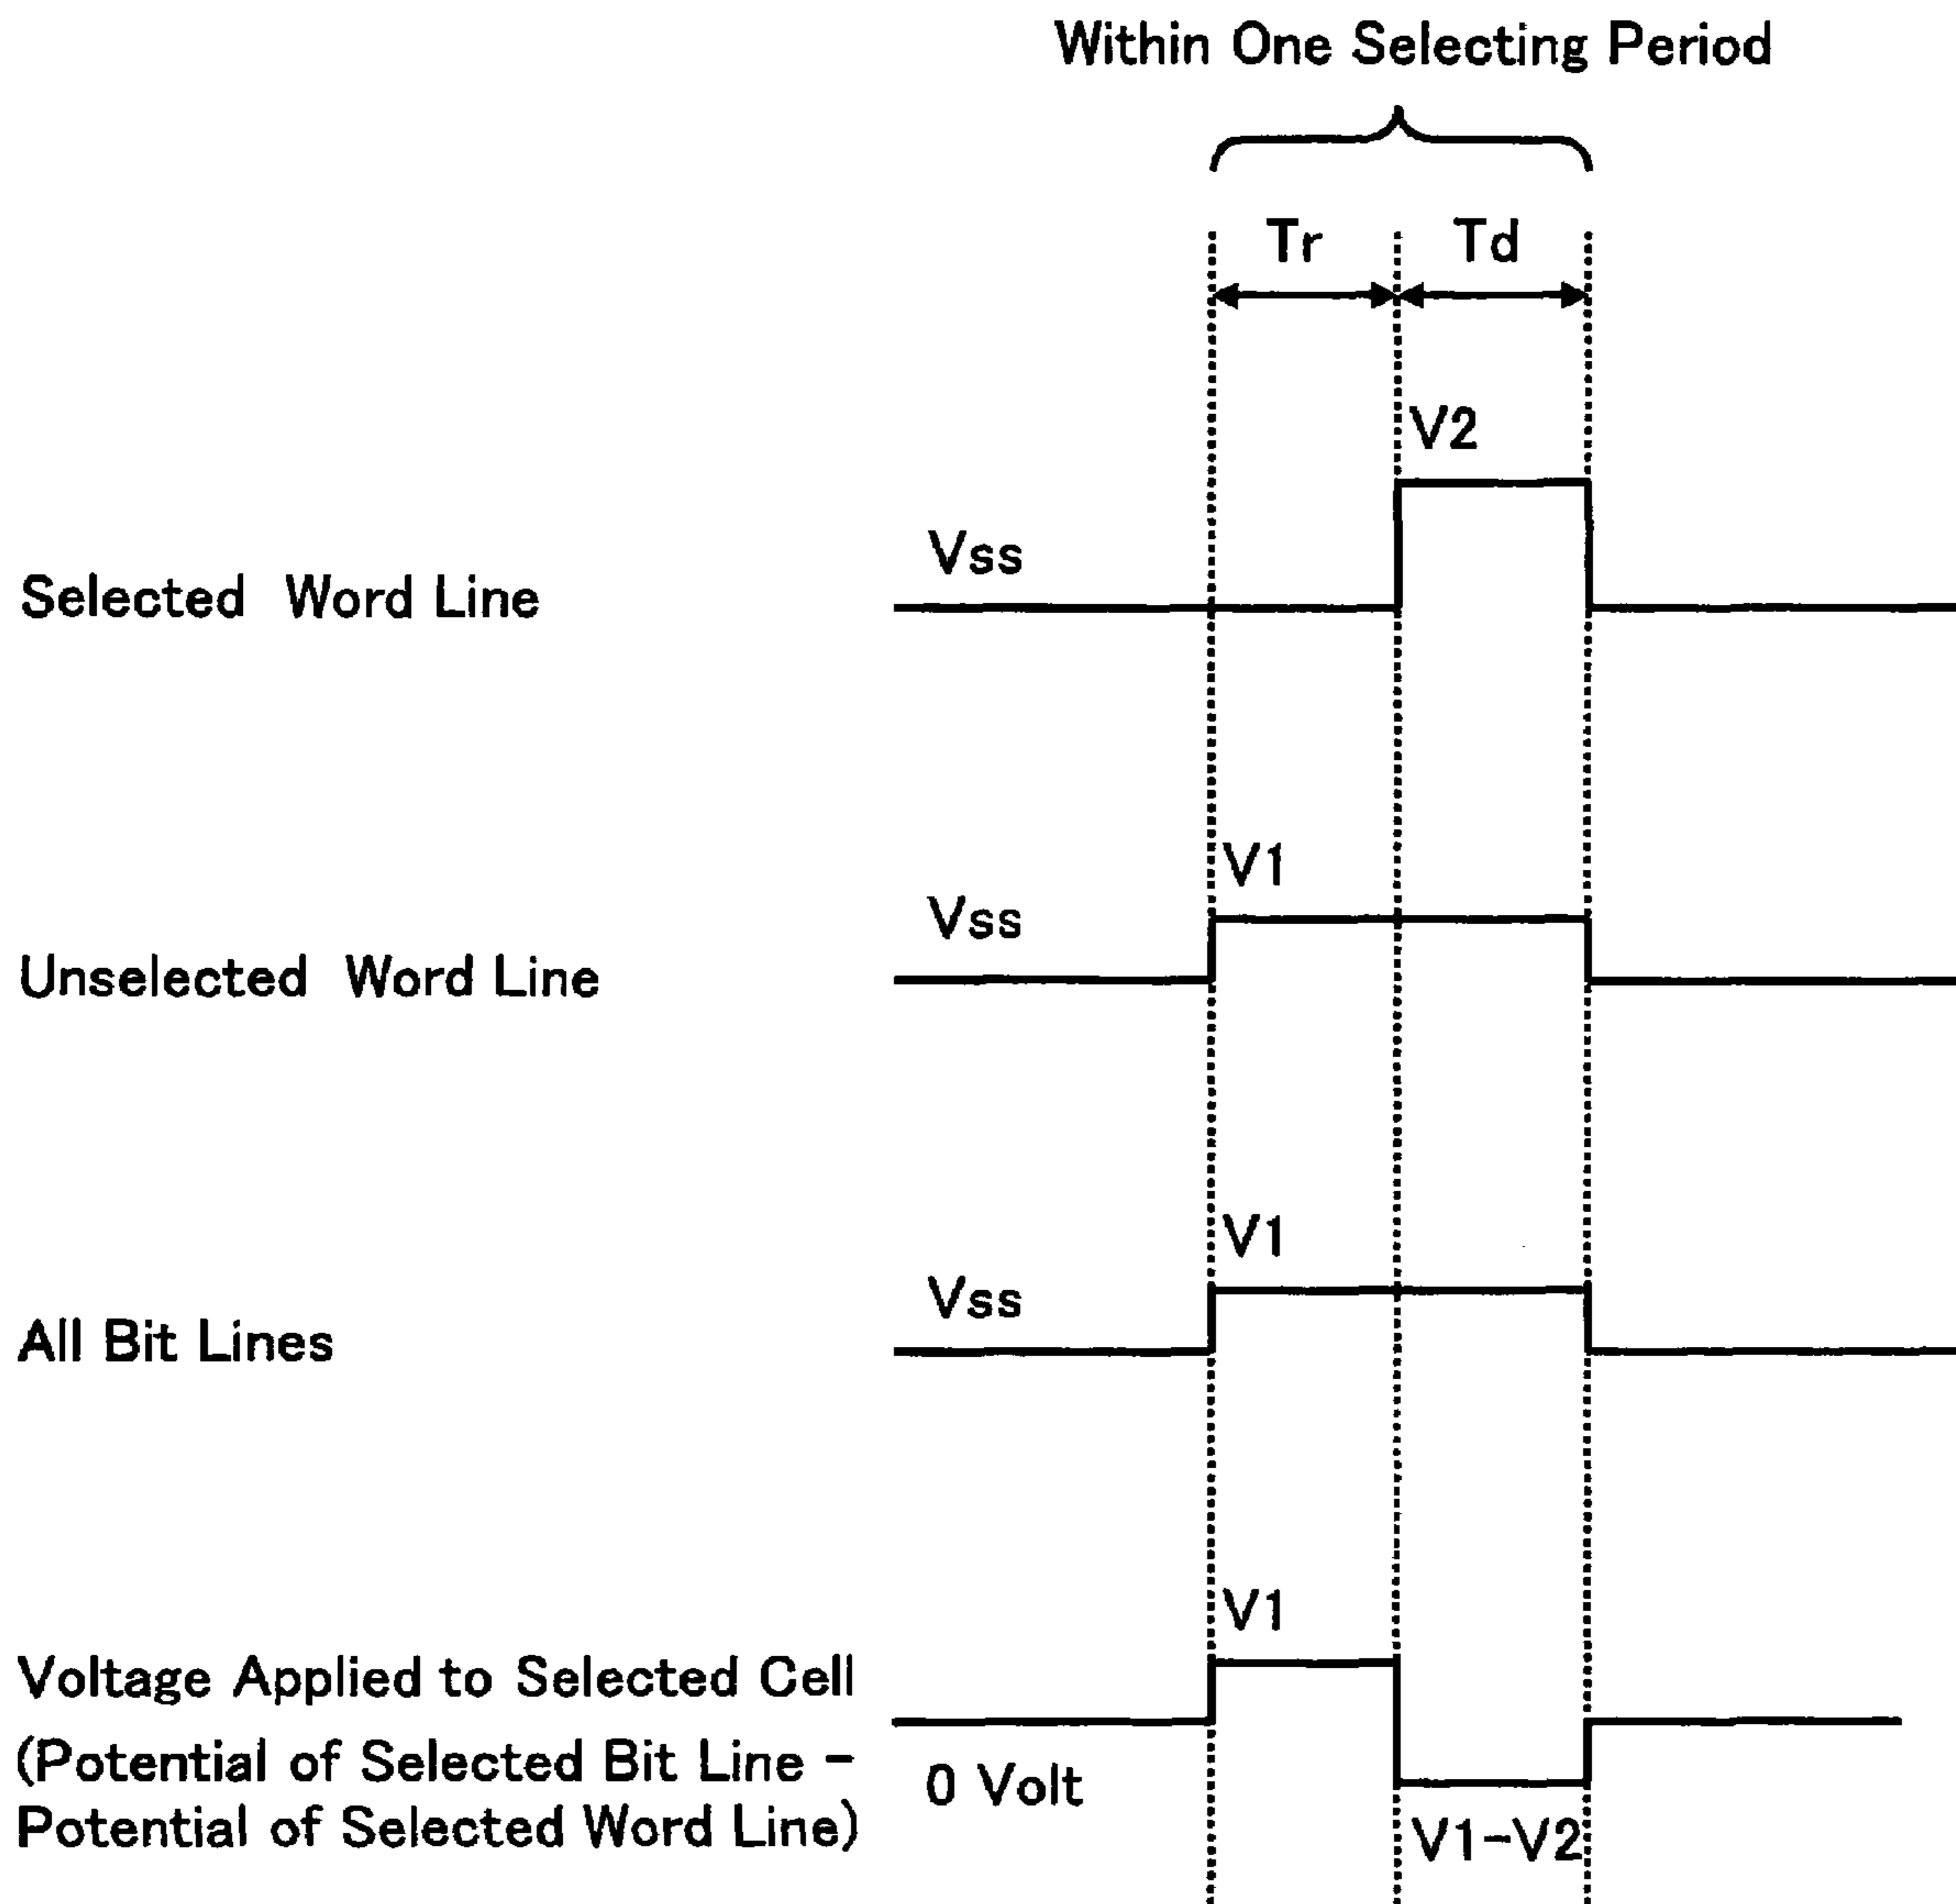 Within One Selecting Period
Tr
Td
V2
Vss
Selected Word Line
V1
Vss
Unselected Word Line
V1
Vss
All Bit Lines
V1
Voltage Applied to Selected Cell
(Potential of Selected Bit Line -
Potential of Selected Word Line)
0 Volt
V1-V2